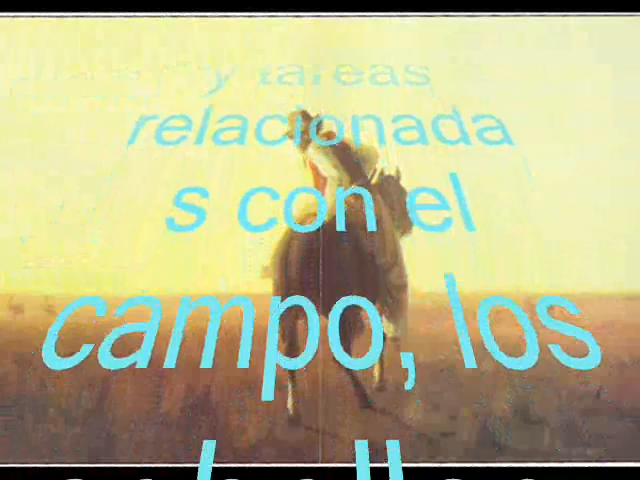 y tareas
relacionada
s con el
campo, los